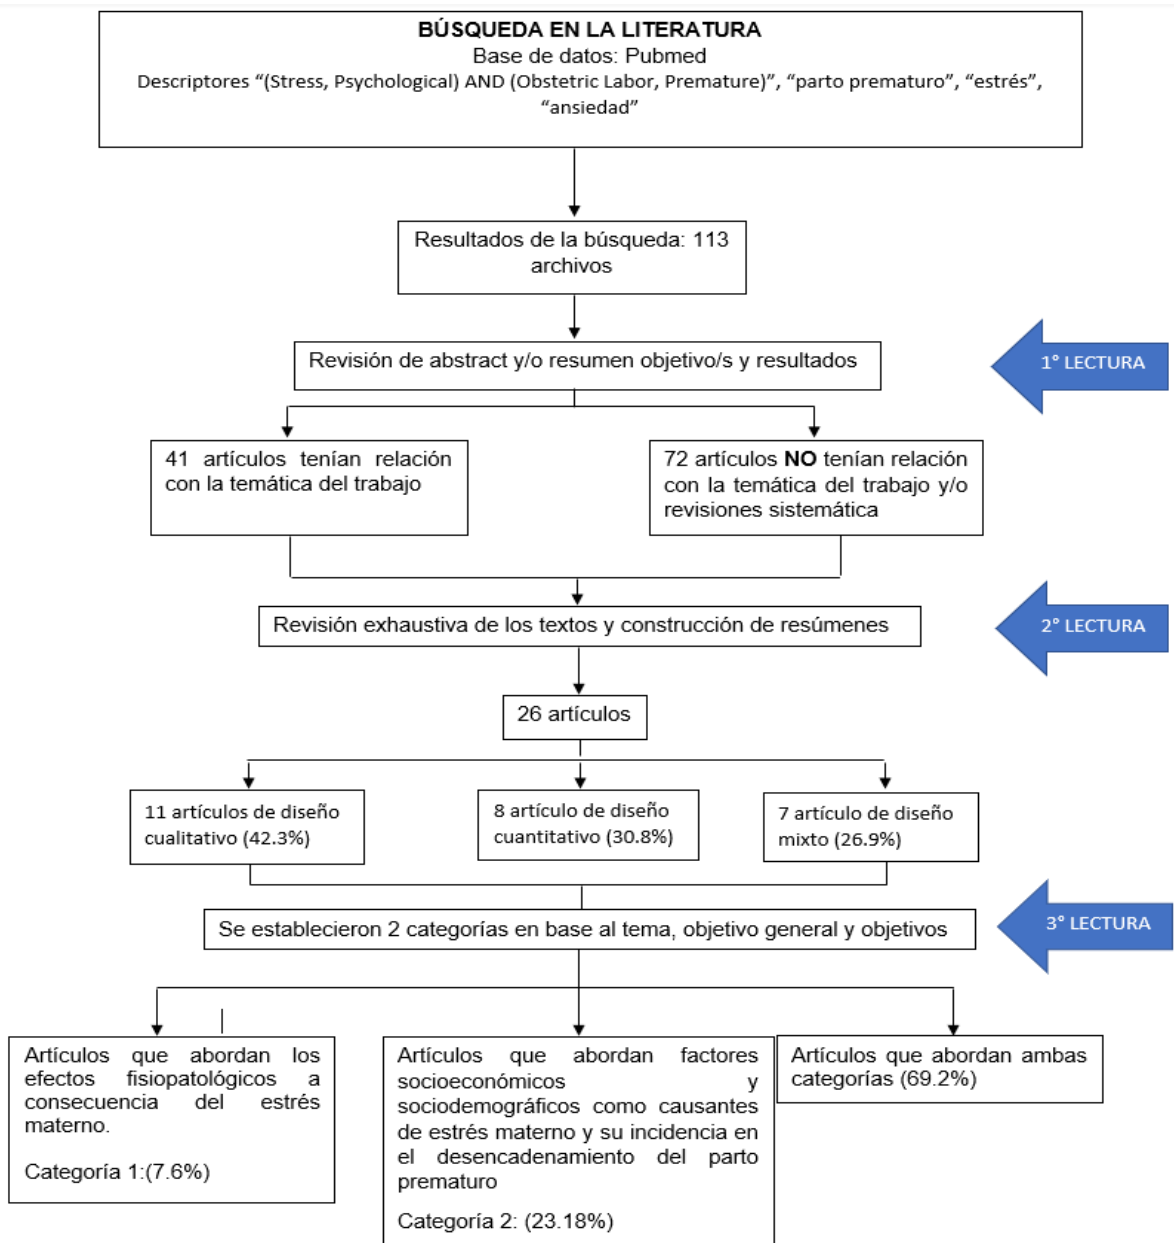 BÚSQUEDA EN LA LITERATURA
Base de datos: Pubmed
Descriptores “(Stress, Psychological) AND (Obstetric Labor, Premature)”, “parto prematuro”, “estrés”,
“ansiedad”
Resultados de la búsqueda: 113
archivos
Revisión de abstract y/o resumen objetivo/s y resultados
1° LECTURA
41 artículos tenían relación
con la temática del trabajo
72 artículos NO tenían relación
con la temática del trabajo y/o
revisiones sistemática
Revisión exhaustiva de los textos y construcción de resúmenes
2° LECTURA
26 artículos
11 artículos de diseño
cualitativo (42.3%)
8 artículo de diseño
cuantitativo (30.8%)
7 artículo de diseño
mixto (26.9%)
Se establecieron 2 categorías en base al tema, objetivo general y objetivos
3° LECTURA
Artículos que abordan los
efectos fisiopatológicos a
consecuencia del estrés
materno.
Categoría 1:(7.6%)
Artículos que abordan factores
socioeconómicos y
sociodemográficos como causantes
de estrés materno y su incidencia en
el desencadenamiento del parto
prematuro
Categoría 2: (23.18%)
Artículos que abordan ambas
categorías (69.2%)